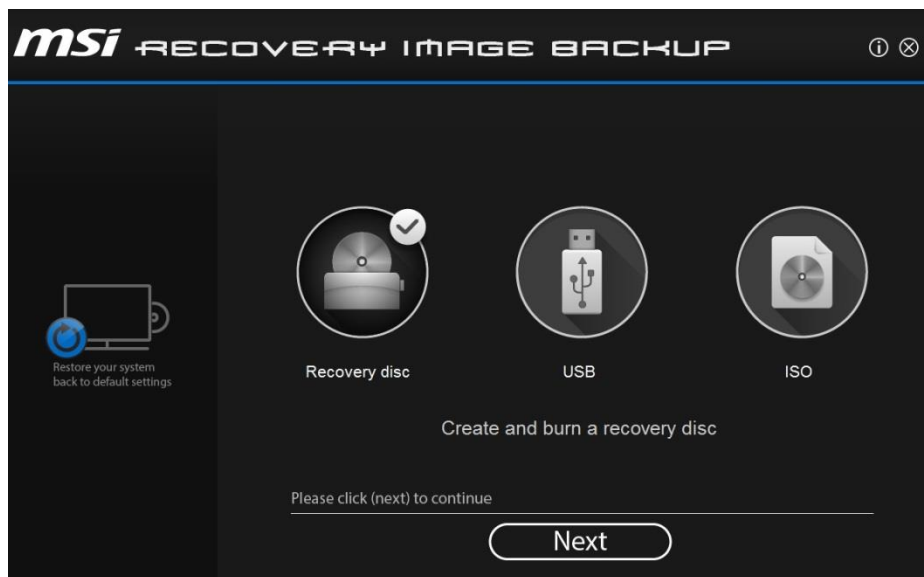 msi RECOVERY IMAGE BACKUP
Restore your system
back to default settings
Recovery disc
USB
ISO
Create and burn a recovery disc
Please click (next) to continue
Next